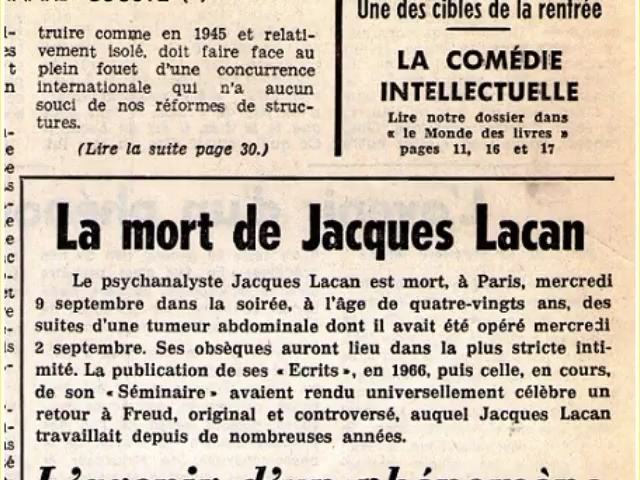 truire comme en 1945 et relati-
vement isolé, doit faire face au
plein fouet d'une concurrence
internationale qui n'a aucun
souci de nos réformes de struc-
tures.
(Lire la suite page 30.)
Une des cibles de la rentrée
LA COMÉDIE
INTELLECTUELLE
Lire notre dossier dans
« le Monde des livres »
pages 11, 16 et 17
La mort de Jacques Lacan
Le psychanalyste Jacques Lacan est mort, à Paris, mercredi
9 septembre dans la soirée, à l'âge de quatre-vingts ans, des
suites d'une tumeur abdominale dont il avait été opéré mercredi
2 septembre. Ses obsèques auront lieu dans la plus stricte inti-
mité. La publication de ses « Ecrits », en 1966, puis celle, en cours,
de son « Séminaire » avaient rendu universellement célèbre un
retour à Freud, original et controversé, auquel Jacques Lacan
travaillait depuis de nombreuses années.
L'avenir d'un phénomène